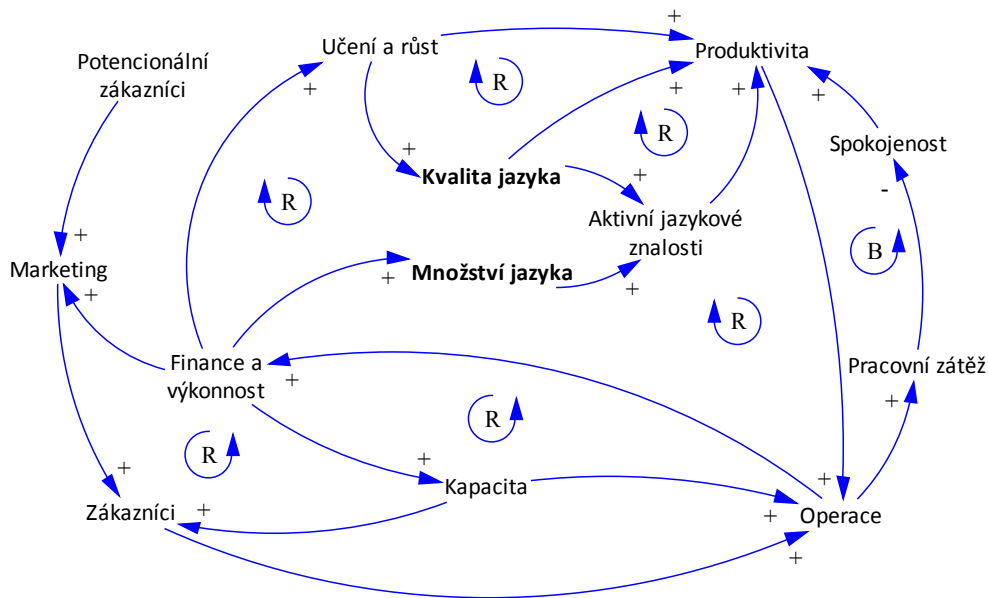 +
Učení a růst
Produktivita
Potencionální
zákazníci
+
R
+
+
+
R
Spokojenost
+
Kvalita jazyka
+
-
R
Aktivní jazykové
znalosti
+
B
Marketing
+
+
Množství jazyka
+
R
Finance a
výkonnost
+
Pracovní zátěž
+
R
R
+
+
Kapacita
+
Zákazníci
+
+
Operace
+